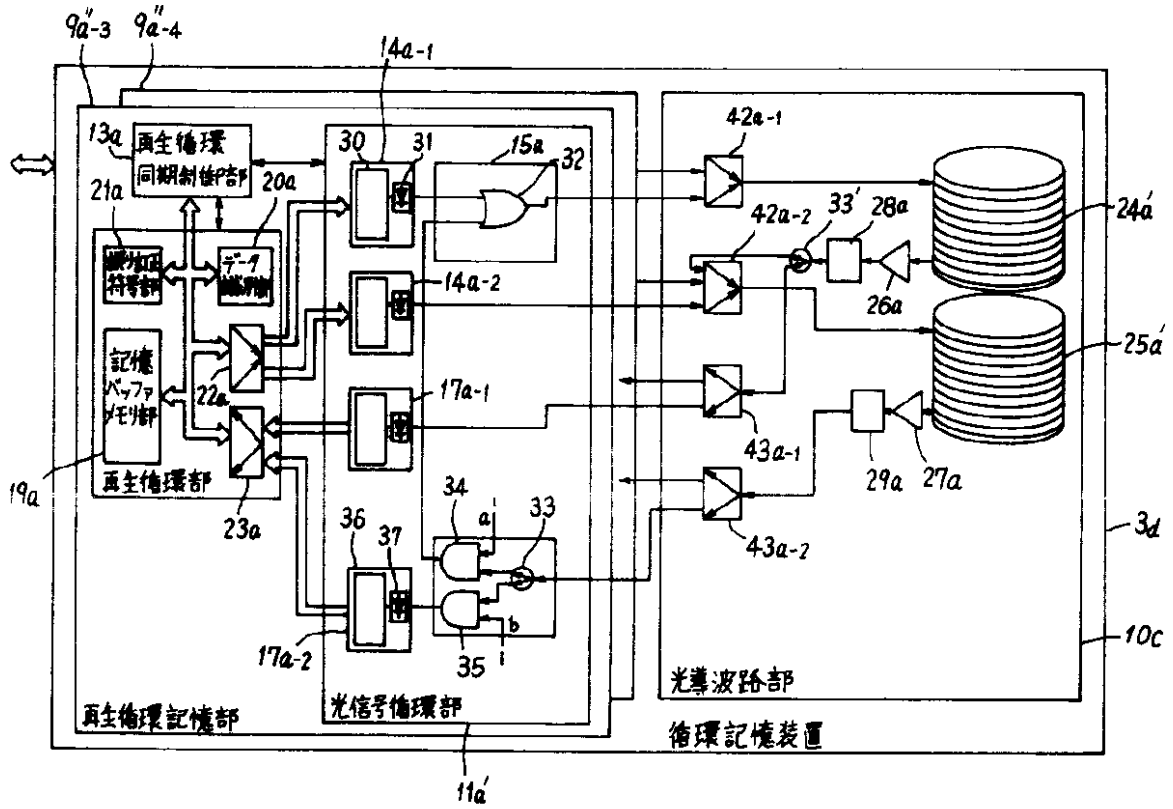 9a″-3
9a″-4
14a-1
13a
再生循環
同期制御部
30
31
15a
32
42a-1
21a
20a
誤り訂正
符号部
データ
22a
14a-2
42a-2
33′
28a
26a
24a′
25a′
記憶
バッファ
メモリ部
17a-1
43a-1
29a
27a
19a
再生循環部
23a
36
37
34
a
33
35
b
43a-2
3d
17a-2
10c
再生循環記憶部
光信号循環部
光導波路部
循環記憶装置
11a′